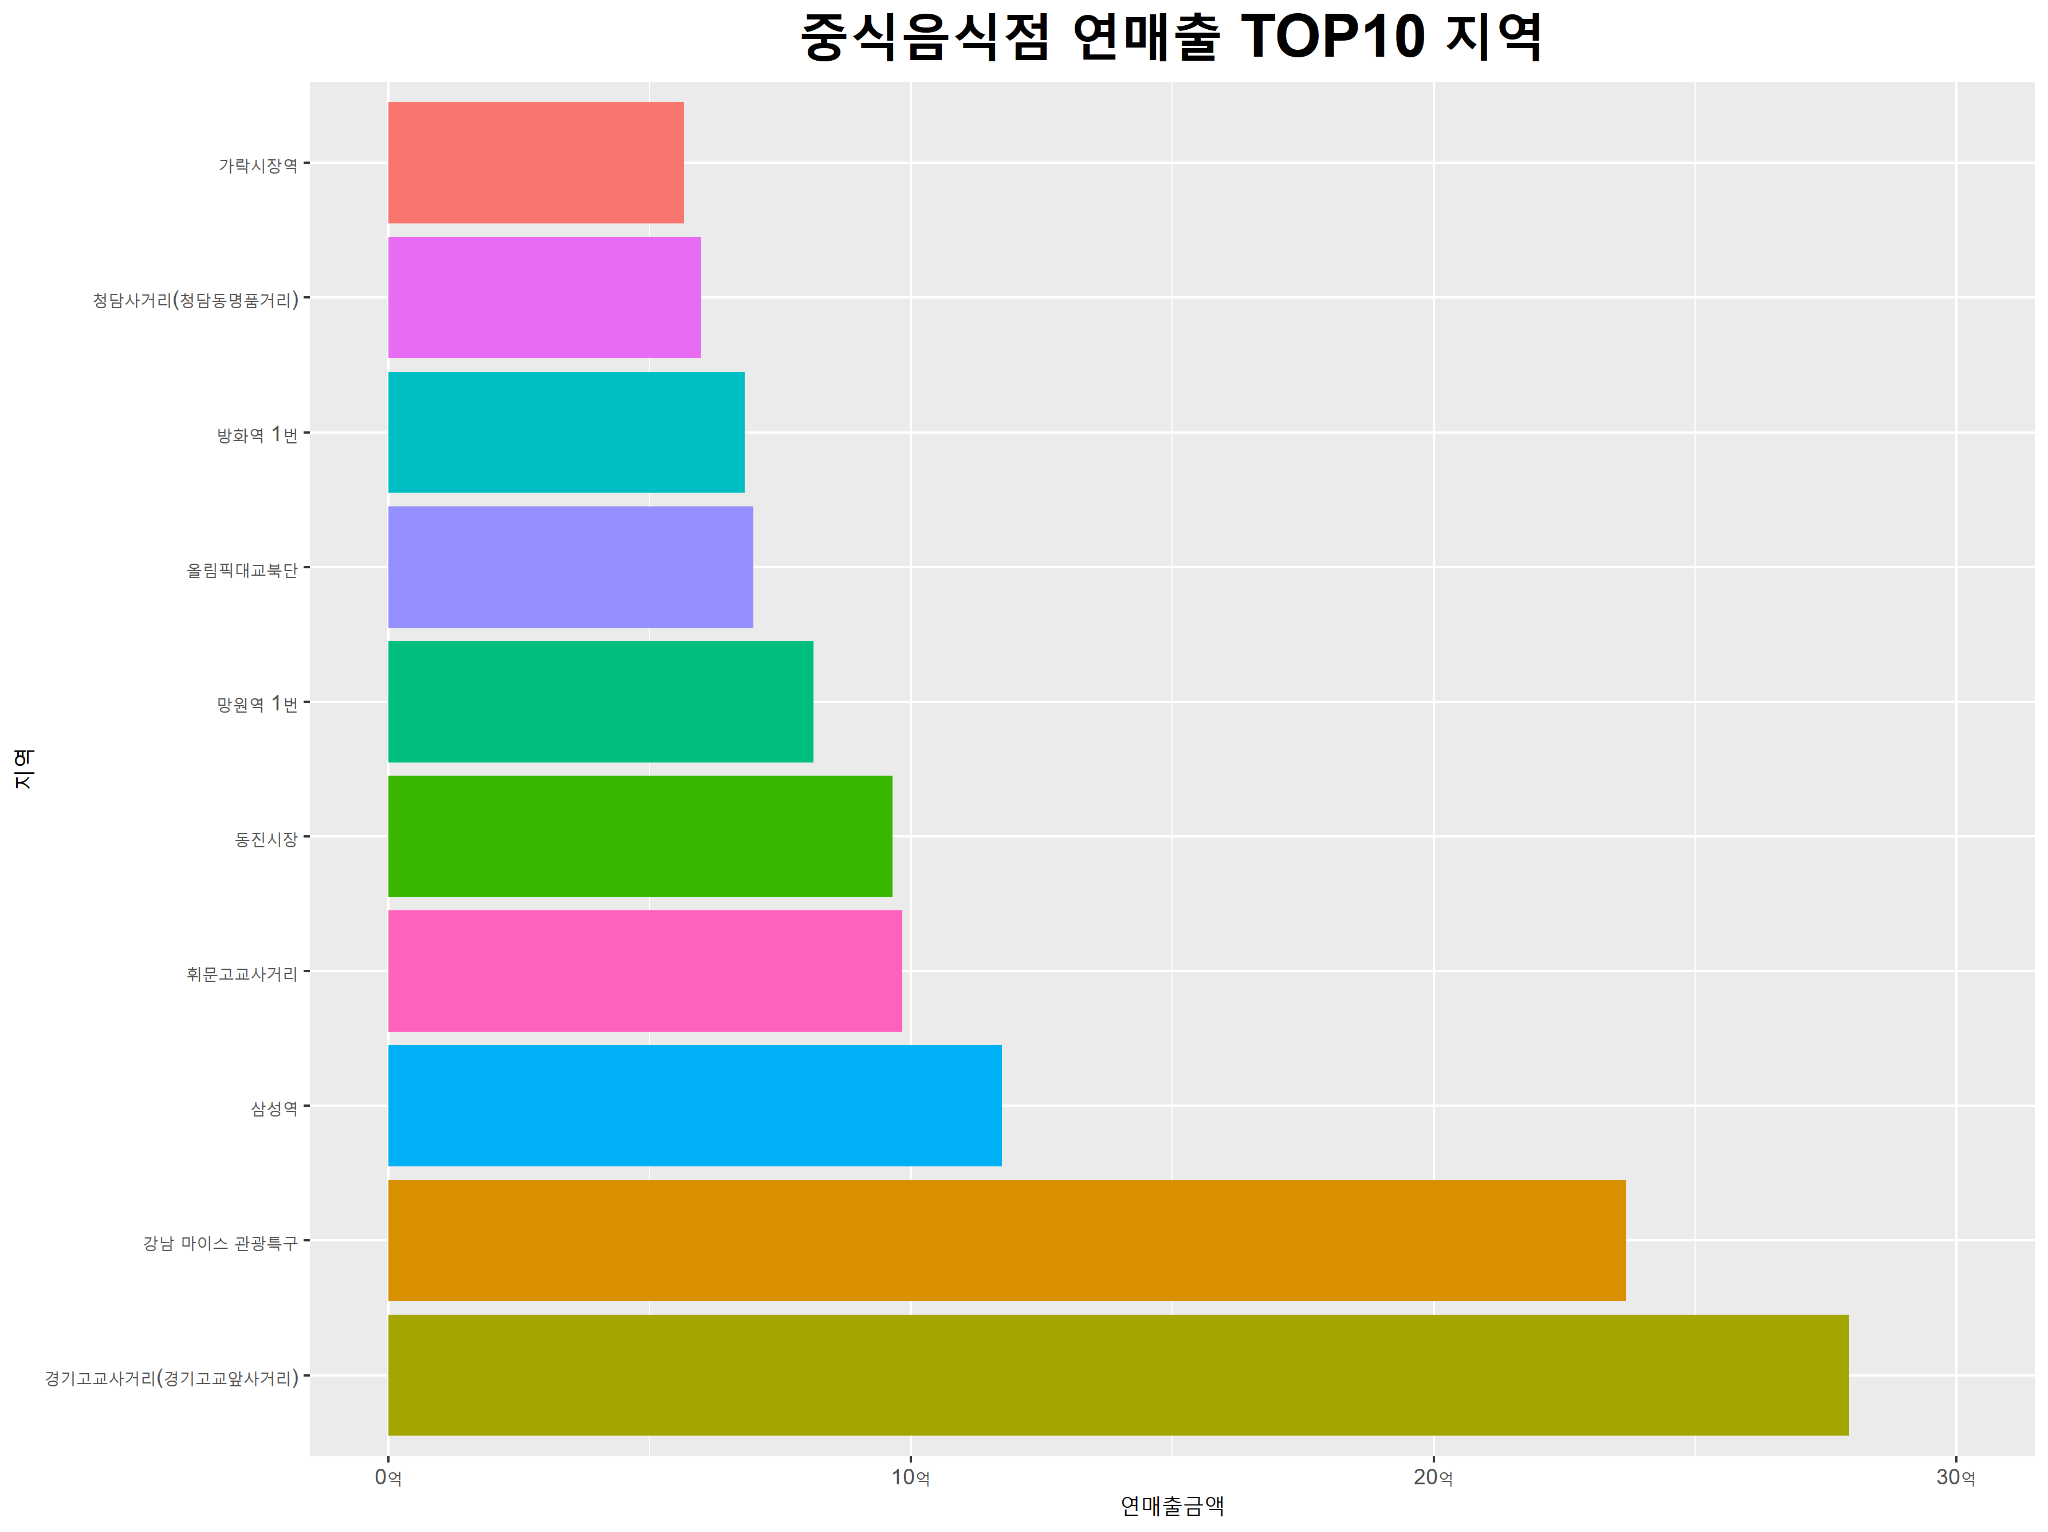 중식음식점 연매출 TOP10 지역
가락시장역
청담사거리(청담동명품거리)
방화역 1번
올림픽대교북단
망원역 1번
지역
동진시장
휘문고교사거리
삼성역
강남 마이스 관광특구
경기고교사거리(경기고교앞사거리)
0억 10억 20억 30억
연매출금액